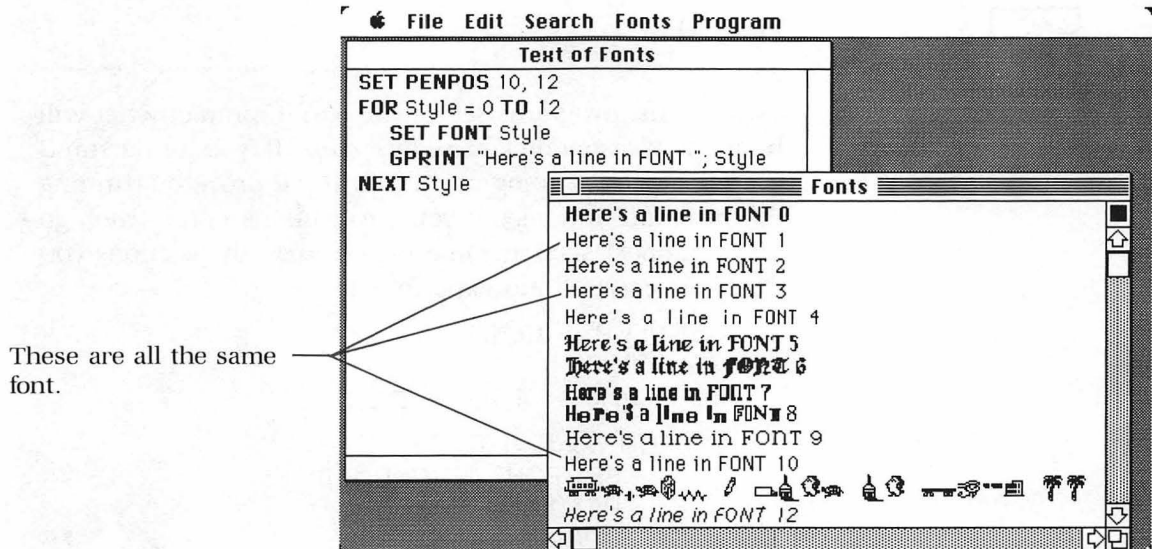 File Edit Search Fonts Program
Text of Fonts
SET PENPOS 10, 12
FOR Style = 0 TO 12
SET FONT Style
GPRINT "Here's a line in FONT "; Style
NEXT Style
Fonts
Here's a line in FONT 0
Here's a line in FONT 1
Here's a line in FONT 2
Here's a line in FONT 3
Here's a line in FONT 4
Here's a line in FONT 5
Here's a line in FONT 6
Here's a line in FONT 7
Here's a line in FONT 8
Here's a line in FONT 9
Here's a line in FONT 10
Here's a line in FONT 12
These are all the same
font.